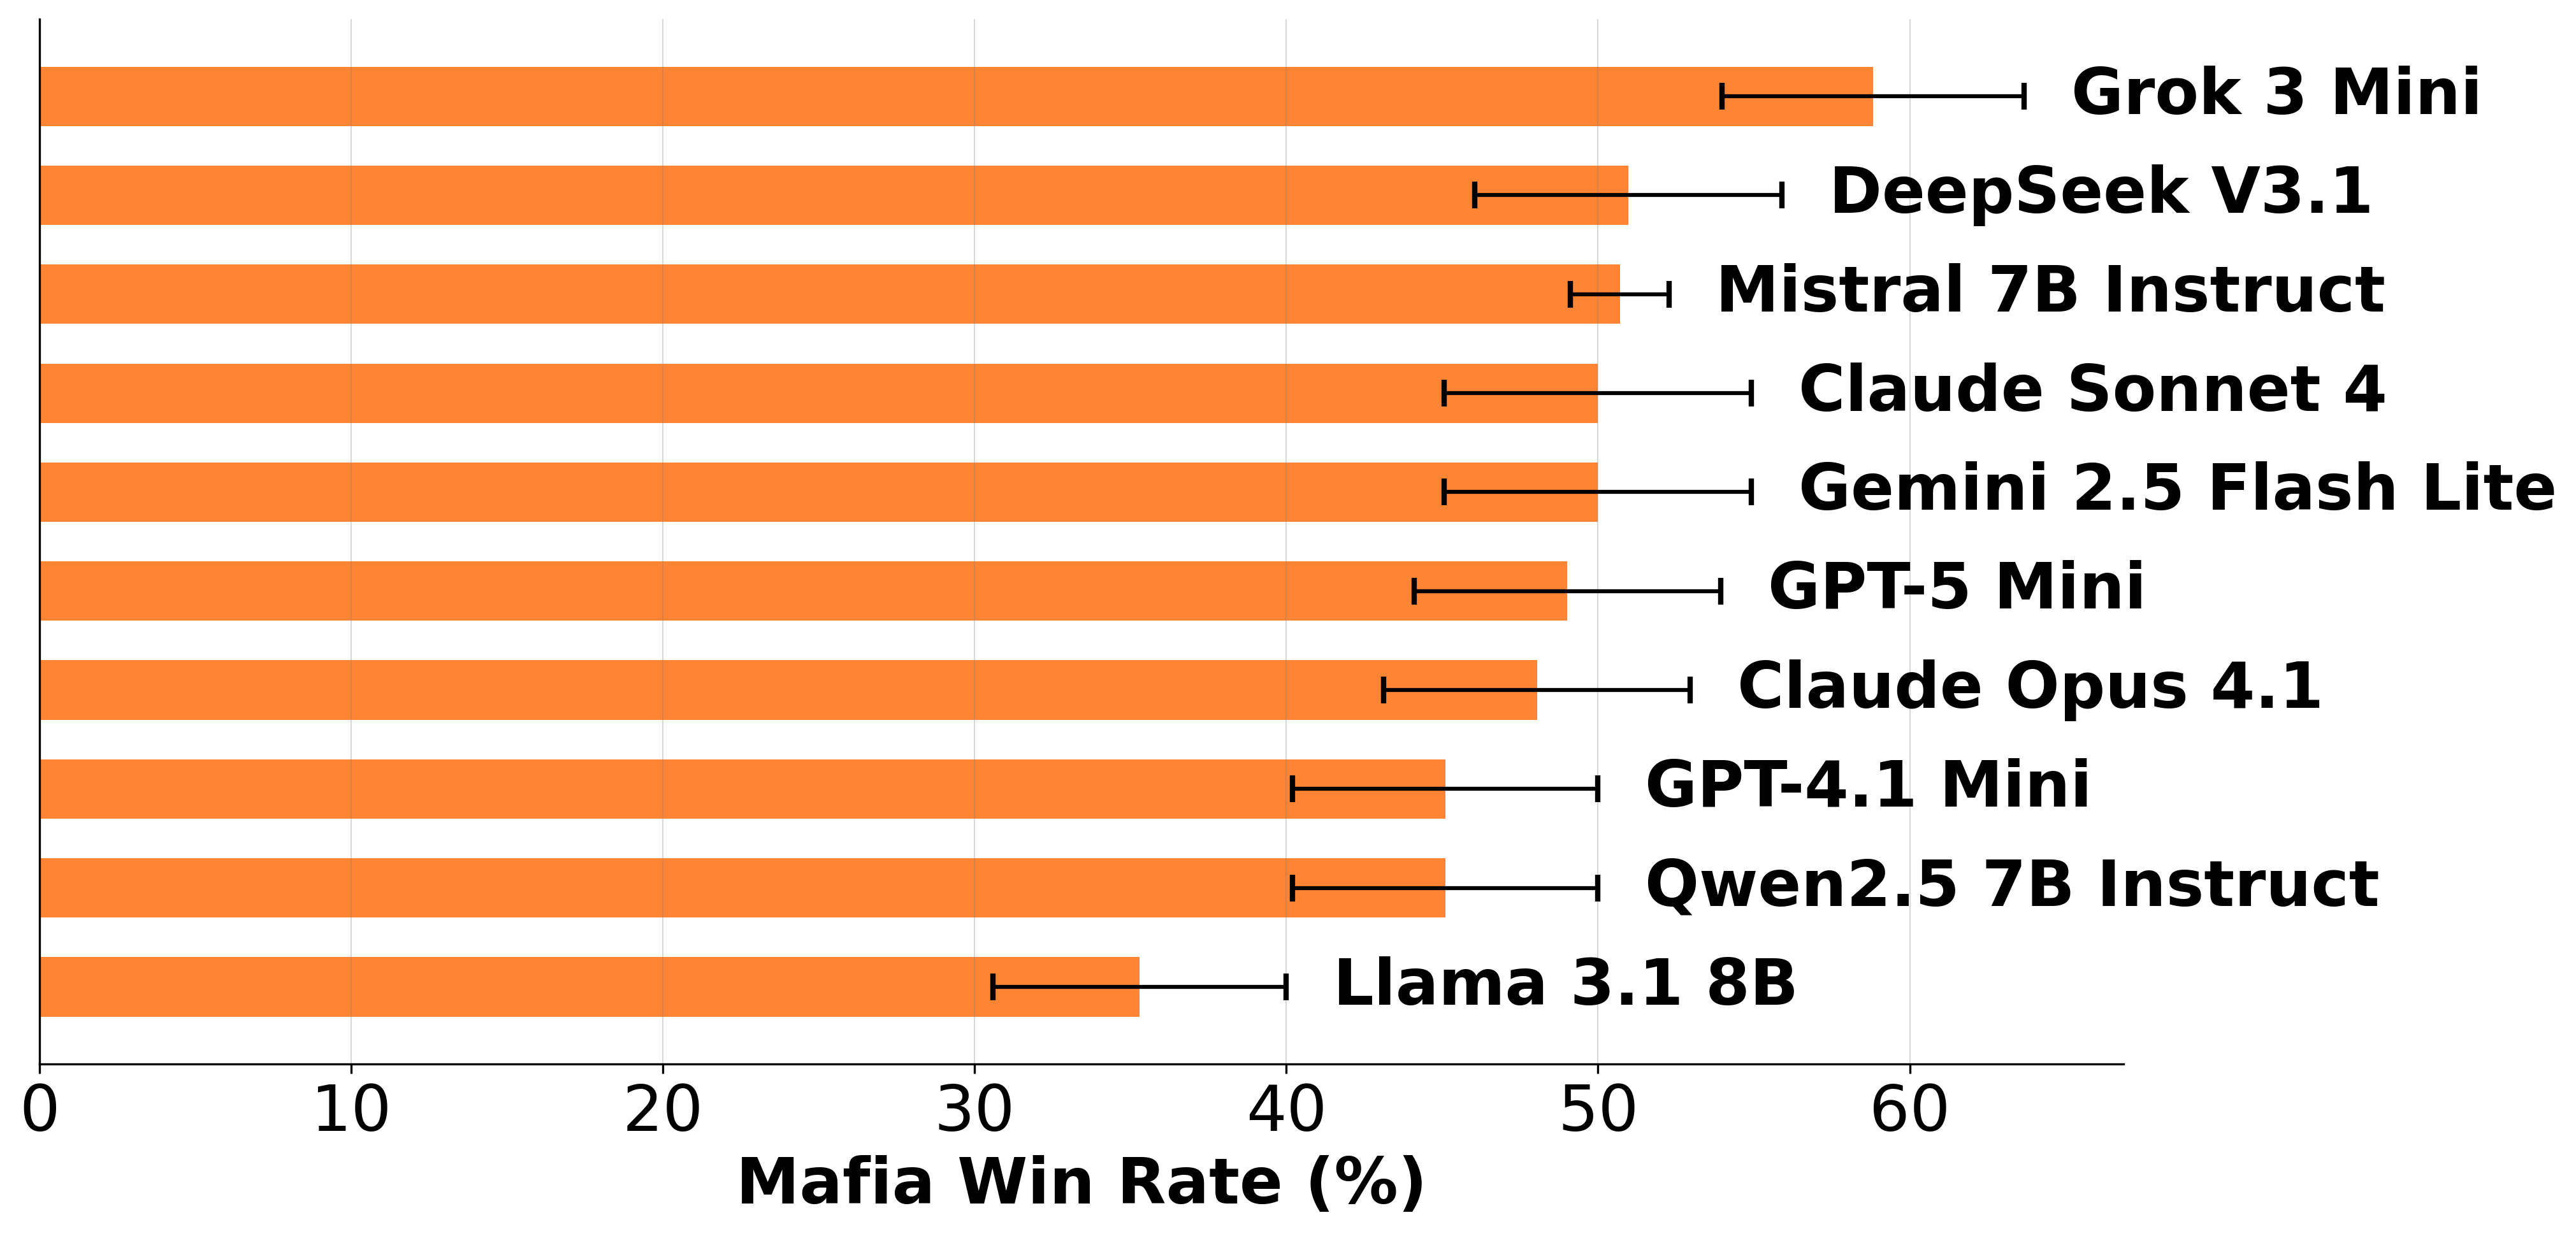 Grok 3 Mini
DeepSeek V3.1
Mistral 7B Instruct
Claude Sonnet 4
Gemini 2.5 Flash Lite
GPT-5 Mini
Claude Opus 4.1
GPT-4.1 Mini
Qwen2.5 7B Instruct
Llama 3.1 8B
0 10 20 30 40 50 60
Mafia Win Rate (%)